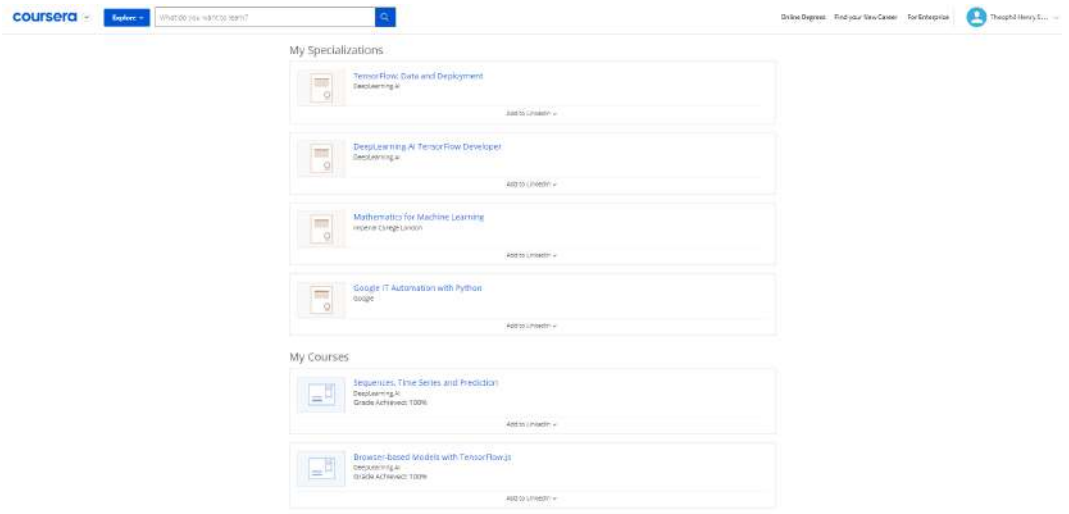 coursera
Explore
What do you want to learn?
Online Degrees Find your New Career For Enterprise Theophil Henry S...
My Specializations
TensorFlow: Data and Deployment
DeepLearning.AI
Add to LinkedIn
DeepLearning.AI TensorFlow Developer
DeepLearning.AI
Add to LinkedIn
Mathematics for Machine Learning
Imperial College London
Add to LinkedIn
Google IT Automation with Python
Google
Add to LinkedIn
My Courses
Sequences, Time Series and Prediction
DeepLearning.AI
Grade Achieved: 100%
Add to LinkedIn
Browser-based Models with TensorFlow.js
DeepLearning.AI
Grade Achieved: 100%
Add to LinkedIn